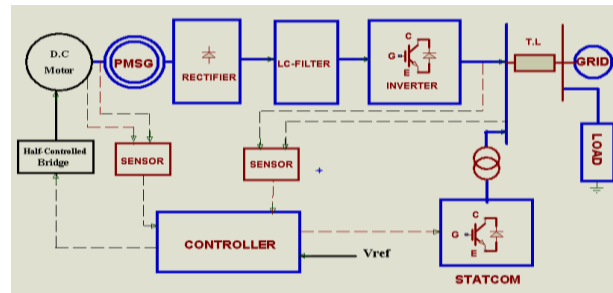 D.C
Motor
PMSG
RECTIFIER
LC-FILTER
C
G
E
INVERTER
T.L
GRID
Half-Controlled
Bridge
SENSOR
SENSOR
LOAD
CONTROLLER
Vref
C
G
E
STATCOM